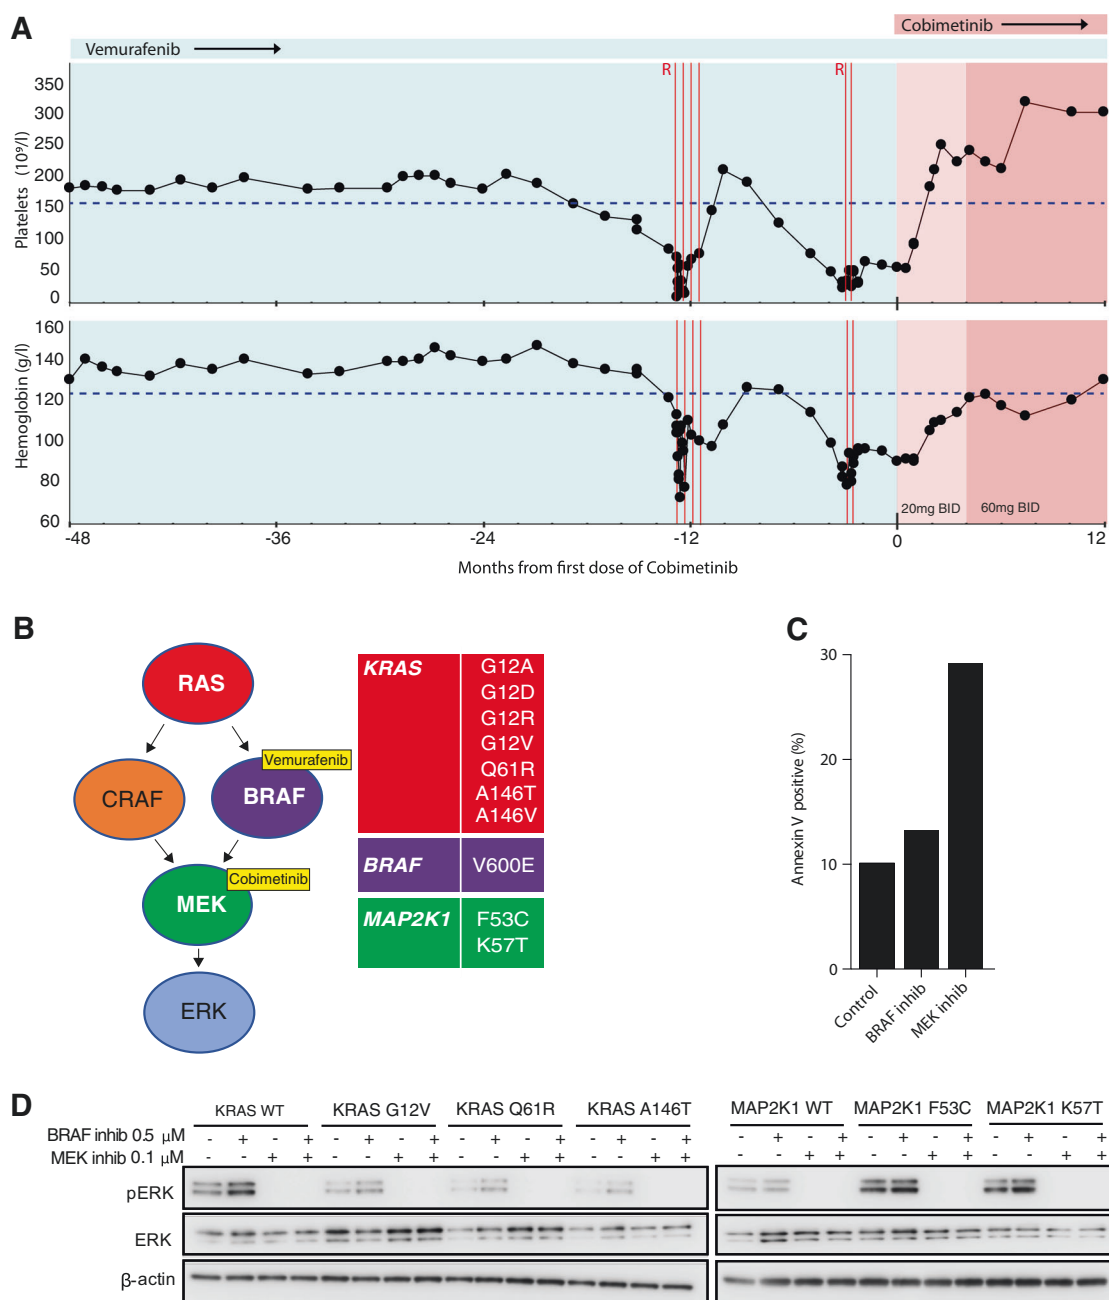 A
Cobimetinib
Vemurafenib
R
R
Platelets (10⁹/l)
350
300
250
200
150
100
50
0
Hemoglobin (g/l)
160
140
120
100
80
60
20mg BID
60mg BID
-48
-36
-24
-12
0
12
Months from first dose of Cobimetinib
B
RAS
Vemurafenib
CRAF
BRAF
Cobimetinib
MEK
ERK
KRAS
G12A
G12D
G12R
G12V
Q61R
A146T
A146V
BRAF
V600E
MAP2K1
F53C
K57T
C
Annexin V positive (%)
30
20
10
0
Control
BRAF inhib
MEK inhib
D
KRAS WT KRAS G12V KRAS Q61R KRAS A146T MAP2K1 WT MAP2K1 F53C MAP2K1 K57T
BRAF inhib 0.5 μM - + - + - + - + - + - + - + - + - + - + - + - + - + - +
MEK inhib 0.1 μM - - + + - - + + - - + + - - + + - - + + - - + + - - + +
pERK
ERK
β-actin